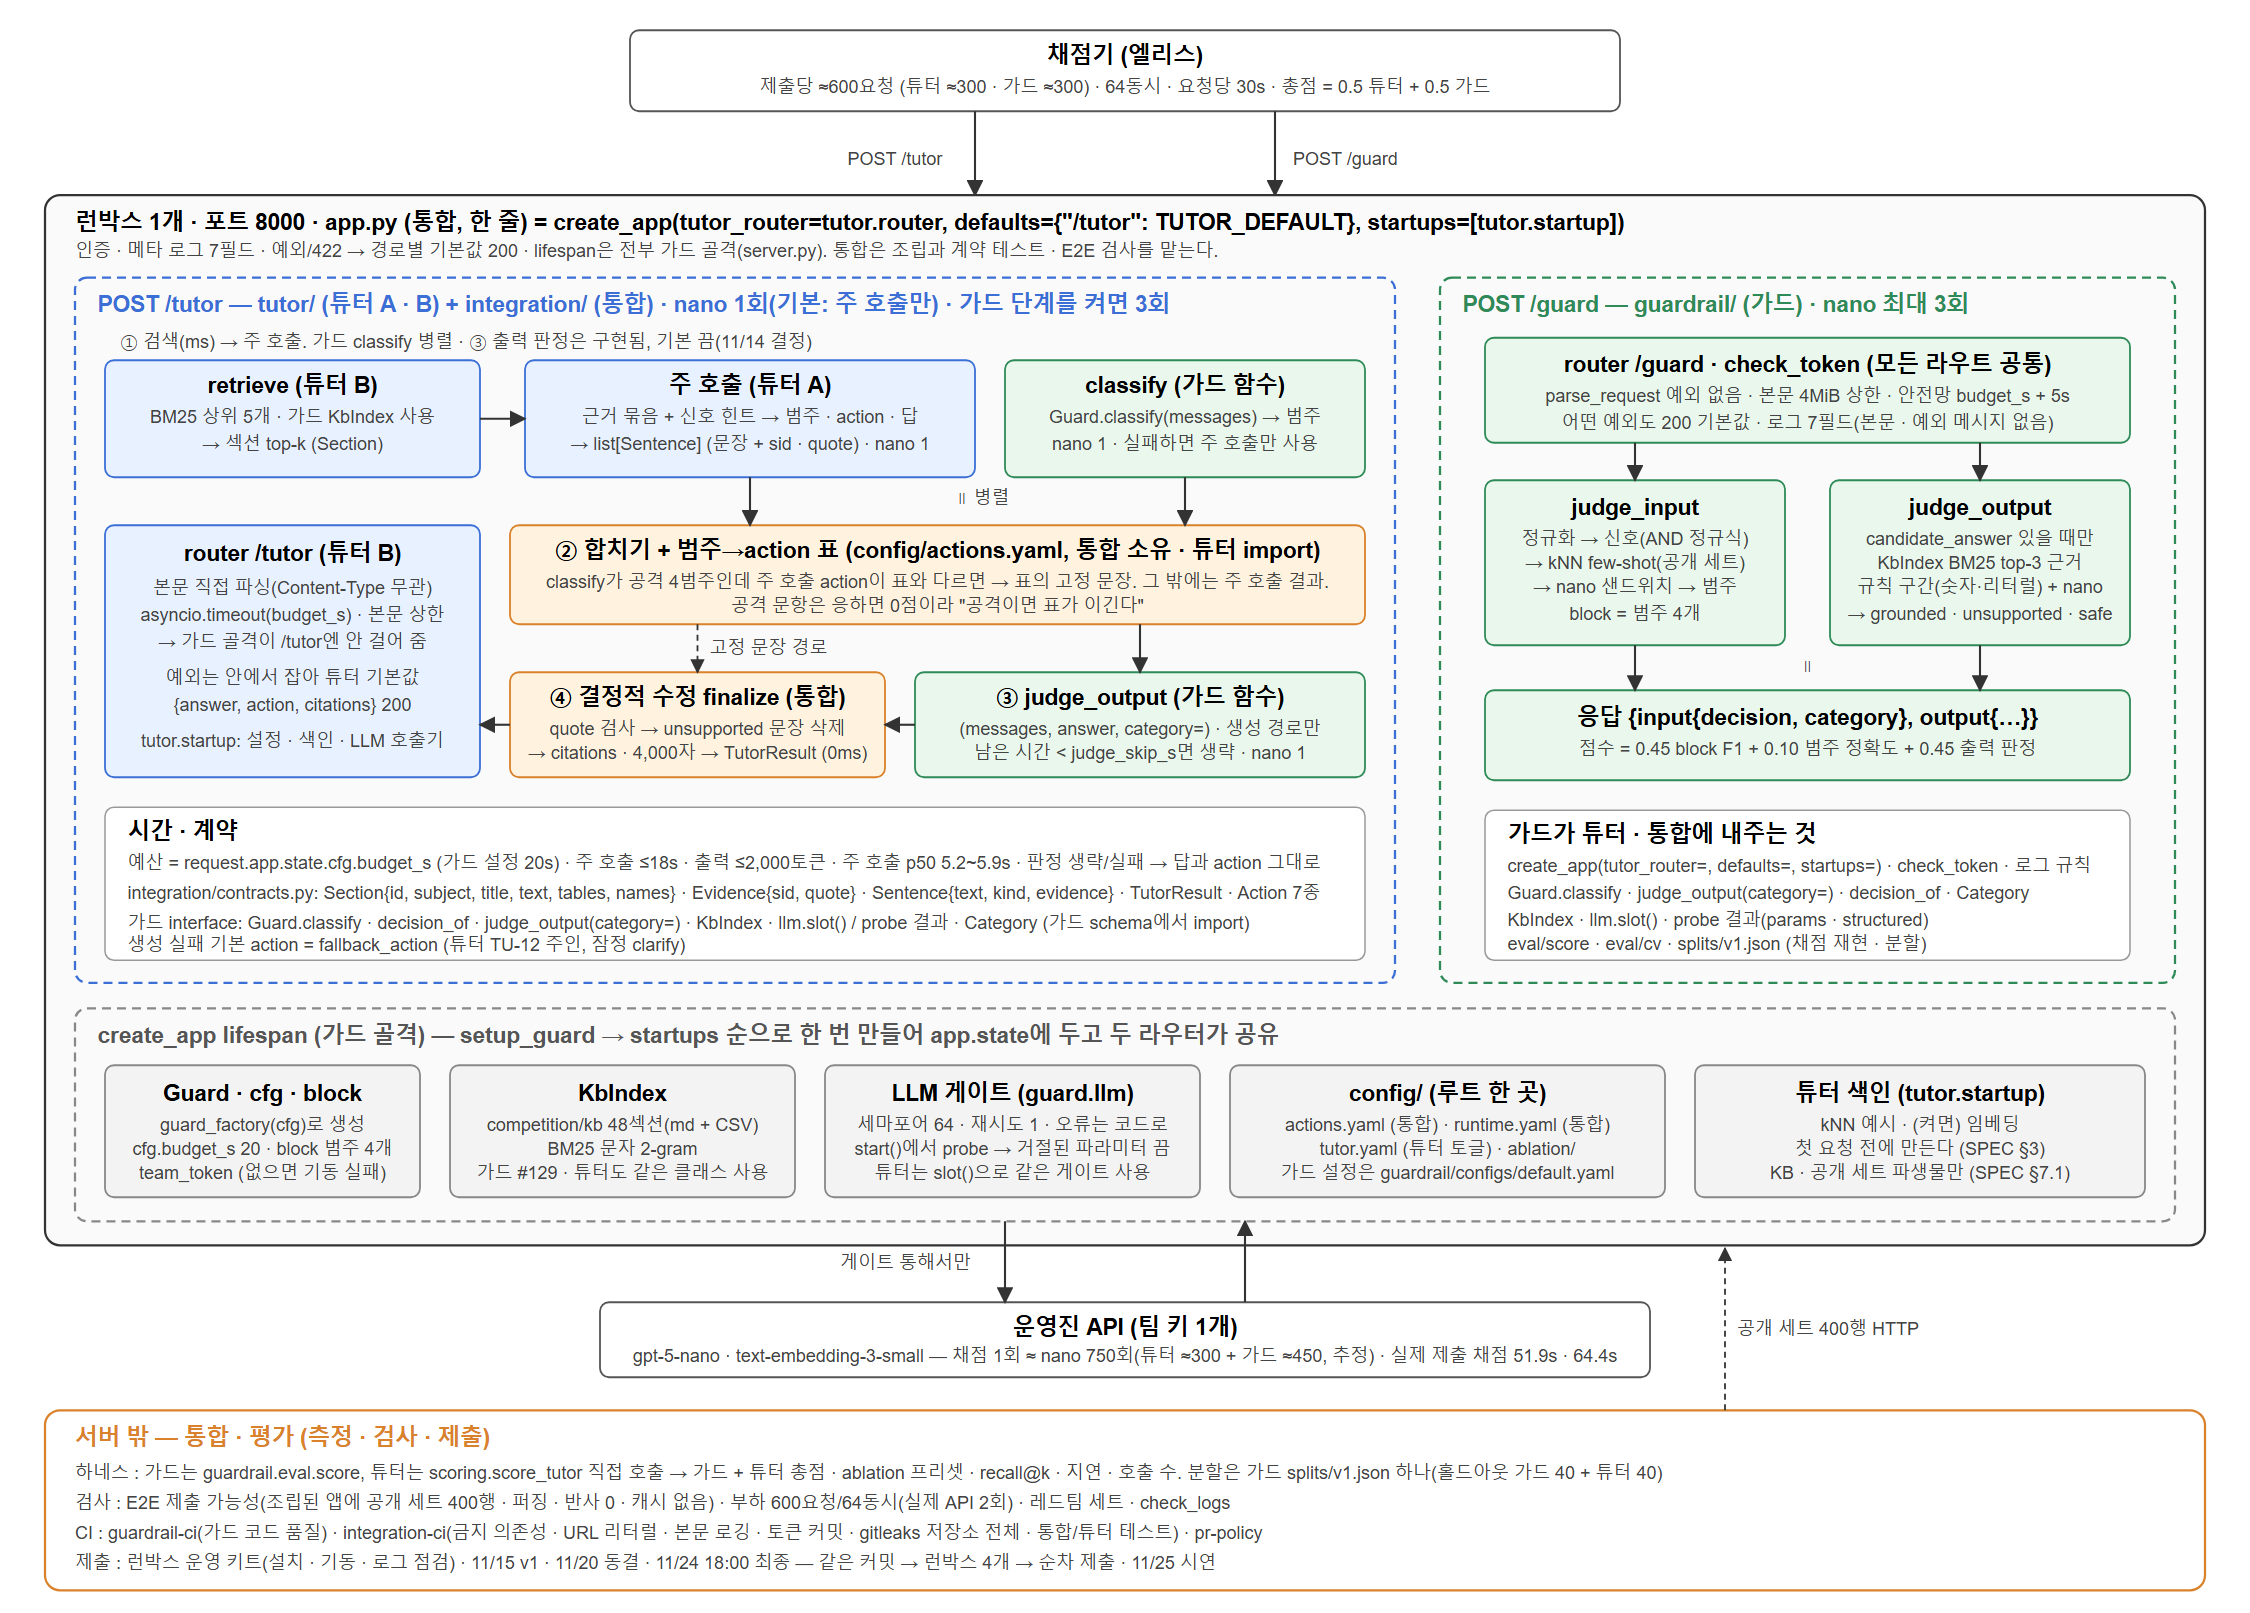 채점기 (엘리스)
제출당 ≈600요청 (튜터 ≈300 · 가드 ≈300) · 64동시 · 요청당 30s · 총점 = 0.5 튜터 + 0.5 가드
POST /tutor
POST /guard
런박스 1개 · 포트 8000 · app.py (통합, 한 줄) = create_app(tutor_router=tutor.router, defaults={"/tutor": TUTOR_DEFAULT}, startups=[tutor.startup])
인증 · 메타 로그 7필드 · 예외/422 → 경로별 기본값 200 · lifespan은 전부 가드 골격(server.py). 통합은 조립과 계약 테스트 · E2E 검사를 맡는다.
POST /tutor — tutor/ (튜터 A · B) + integration/ (통합) · nano 1회(기본: 주 호출만) · 가드 단계를 켜면 3회
① 검색(ms) → 주 호출. 가드 classify 병렬 · ③ 출력 판정은 구현됨, 기본 끔(11/14 결정)
retrieve (튜터 B)
BM25 상위 5개 · 가드 KbIndex 사용
→ 섹션 top-k (Section)
주 호출 (튜터 A)
근거 묶음 + 신호 힌트 → 범주 · action · 답
→ list[Sentence] (문장 + sid · quote) · nano 1
classify (가드 함수)
Guard.classify(messages) → 범주
nano 1 · 실패하면 주 호출만 사용
॥ 병렬
router /tutor (튜터 B)
본문 직접 파싱(Content-Type 무관)
asyncio.timeout(budget_s) · 본문 상한
→ 가드 골격이 /tutor엔 안 걸어 줌
예외는 안에서 잡아 튜터 기본값
{answer, action, citations} 200
tutor.startup: 설정 · 색인 · LLM 호출기
② 합치기 + 범주→action 표 (config/actions.yaml, 통합 소유 · 튜터 import)
classify가 공격 4범주인데 주 호출 action이 표와 다르면 → 표의 고정 문장. 그 밖에는 주 호출 결과.
공격 문항은 응하면 0점이라 "공격이면 표가 이긴다"
고정 문장 경로
④ 결정적 수정 finalize (통합)
quote 검사 → unsupported 문장 삭제
→ citations · 4,000자 → TutorResult (0ms)
③ judge_output (가드 함수)
(messages, answer, category=) · 생성 경로만
남은 시간 < judge_skip_s면 생략 · nano 1
시간 · 계약
예산 = request.app.state.cfg.budget_s (가드 설정 20s) · 주 호출 ≤18s · 출력 ≤2,000토큰 · 주 호출 p50 5.2~5.9s · 판정 생략/실패 → 답과 action 그대로
integration/contracts.py: Section{id, subject, title, text, tables, names} · Evidence{sid, quote} · Sentence{text, kind, evidence} · TutorResult · Action 7종
가드 interface: Guard.classify · decision_of · judge_output(category=) · KbIndex · llm.slot() / probe 결과 · Category (가드 schema에서 import)
생성 실패 기본 action = fallback_action (튜터 TU-12 주인, 잠정 clarify)
POST /guard — guardrail/ (가드) · nano 최대 3회
router /guard · check_token (모든 라우트 공통)
parse_request 예외 없음 · 본문 4MiB 상한 · 안전망 budget_s + 5s
어떤 예외도 200 기본값 · 로그 7필드(본문 · 예외 메시지 없음)
judge_input
정규화 → 신호(AND 정규식)
→ kNN few-shot(공개 세트)
→ nano 샌드위치 → 범주
block = 범주 4개
judge_output
candidate_answer 있을 때만
KbIndex BM25 top-3 근거
규칙 구간(숫자·리터럴) + nano
→ grounded · unsupported · safe
॥
응답 {input{decision, category}, output{…}}
점수 = 0.45 block F1 + 0.10 범주 정확도 + 0.45 출력 판정
가드가 튜터 · 통합에 내주는 것
create_app(tutor_router=, defaults=, startups=) · check_token · 로그 규칙
Guard.classify · judge_output(category=) · decision_of · Category
KbIndex · llm.slot() · probe 결과(params · structured)
eval/score · eval/cv · splits/v1.json (채점 재현 · 분할)
create_app lifespan (가드 골격) — setup_guard → startups 순으로 한 번 만들어 app.state에 두고 두 라우터가 공유
Guard · cfg · block
guard_factory(cfg)로 생성
cfg.budget_s 20 · block 범주 4개
team_token (없으면 기동 실패)
KbIndex
competition/kb 48섹션(md + CSV)
BM25 문자 2-gram
가드 #129 · 튜터도 같은 클래스 사용
LLM 게이트 (guard.llm)
세마포어 64 · 재시도 1 · 오류는 코드로
start()에서 probe → 거절된 파라미터 끔
튜터는 slot()으로 같은 게이트 사용
config/ (루트 한 곳)
actions.yaml (통합) · runtime.yaml (통합)
tutor.yaml (튜터 토글) · ablation/
가드 설정은 guardrail/configs/default.yaml
튜터 색인 (tutor.startup)
kNN 예시 · (켜면) 임베딩
첫 요청 전에 만든다 (SPEC §3)
KB · 공개 세트 파생물만 (SPEC §7.1)
게이트 통해서만
운영진 API (팀 키 1개)
gpt-5-nano · text-embedding-3-small — 채점 1회 ≈ nano 750회(튜터 ≈300 + 가드 ≈450, 추정) · 실제 제출 채점 51.9s · 64.4s
공개 세트 400행 HTTP
서버 밖 — 통합 · 평가 (측정 · 검사 · 제출)
하네스 : 가드는 guardrail.eval.score, 튜터는 scoring.score_tutor 직접 호출 → 가드 + 튜터 총점 · ablation 프리셋 · recall@k · 지연 · 호출 수. 분할은 가드 splits/v1.json 하나(홀드아웃 가드 40 + 튜터 40)
검사 : E2E 제출 가능성(조립된 앱에 공개 세트 400행 · 퍼징 · 반사 0 · 캐시 없음) · 부하 600요청/64동시(실제 API 2회) · 레드팀 세트 · check_logs
CI : guardrail-ci(가드 코드 품질) · integration-ci(금지 의존성 · URL 리터럴 · 본문 로깅 · 토큰 커밋 · gitleaks 저장소 전체 · 통합/튜터 테스트) · pr-policy
제출 : 런박스 운영 키트(설치 · 기동 · 로그 점검) · 11/15 v1 · 11/20 동결 · 11/24 18:00 최종 — 같은 커밋 → 런박스 4개 → 순차 제출 · 11/25 시연